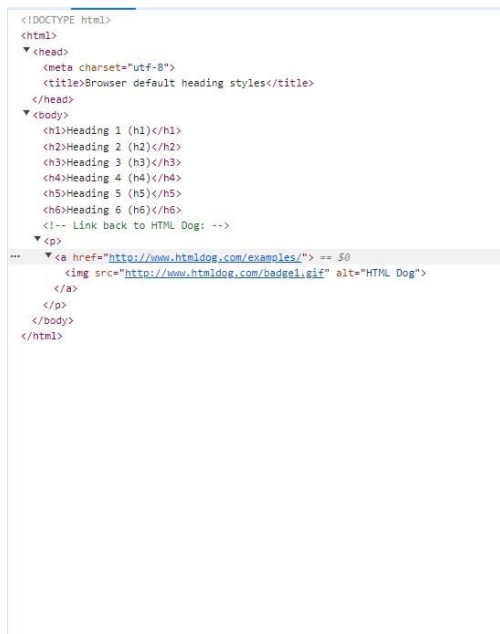 <!DOCTYPE html>
<html>
<head>
<meta charset="utf-8">
<title>Browser default heading styles</title>
</head>
<body>
<h1>Heading 1 (h1)</h1>
<h2>Heading 2 (h2)</h2>
<h3>Heading 3 (h3)</h3>
<h4>Heading 4 (h4)</h4>
<h5>Heading 5 (h5)</h5>
<h6>Heading 6 (h6)</h6>
<!-- Link back to HTML Dog: -->
<p>
… <a href="http://www.htmldog.com/examples/"> == $0
<img src="http://www.htmldog.com/badge1.gif" alt="HTML Dog">
</a>
</p>
</body>
</html>